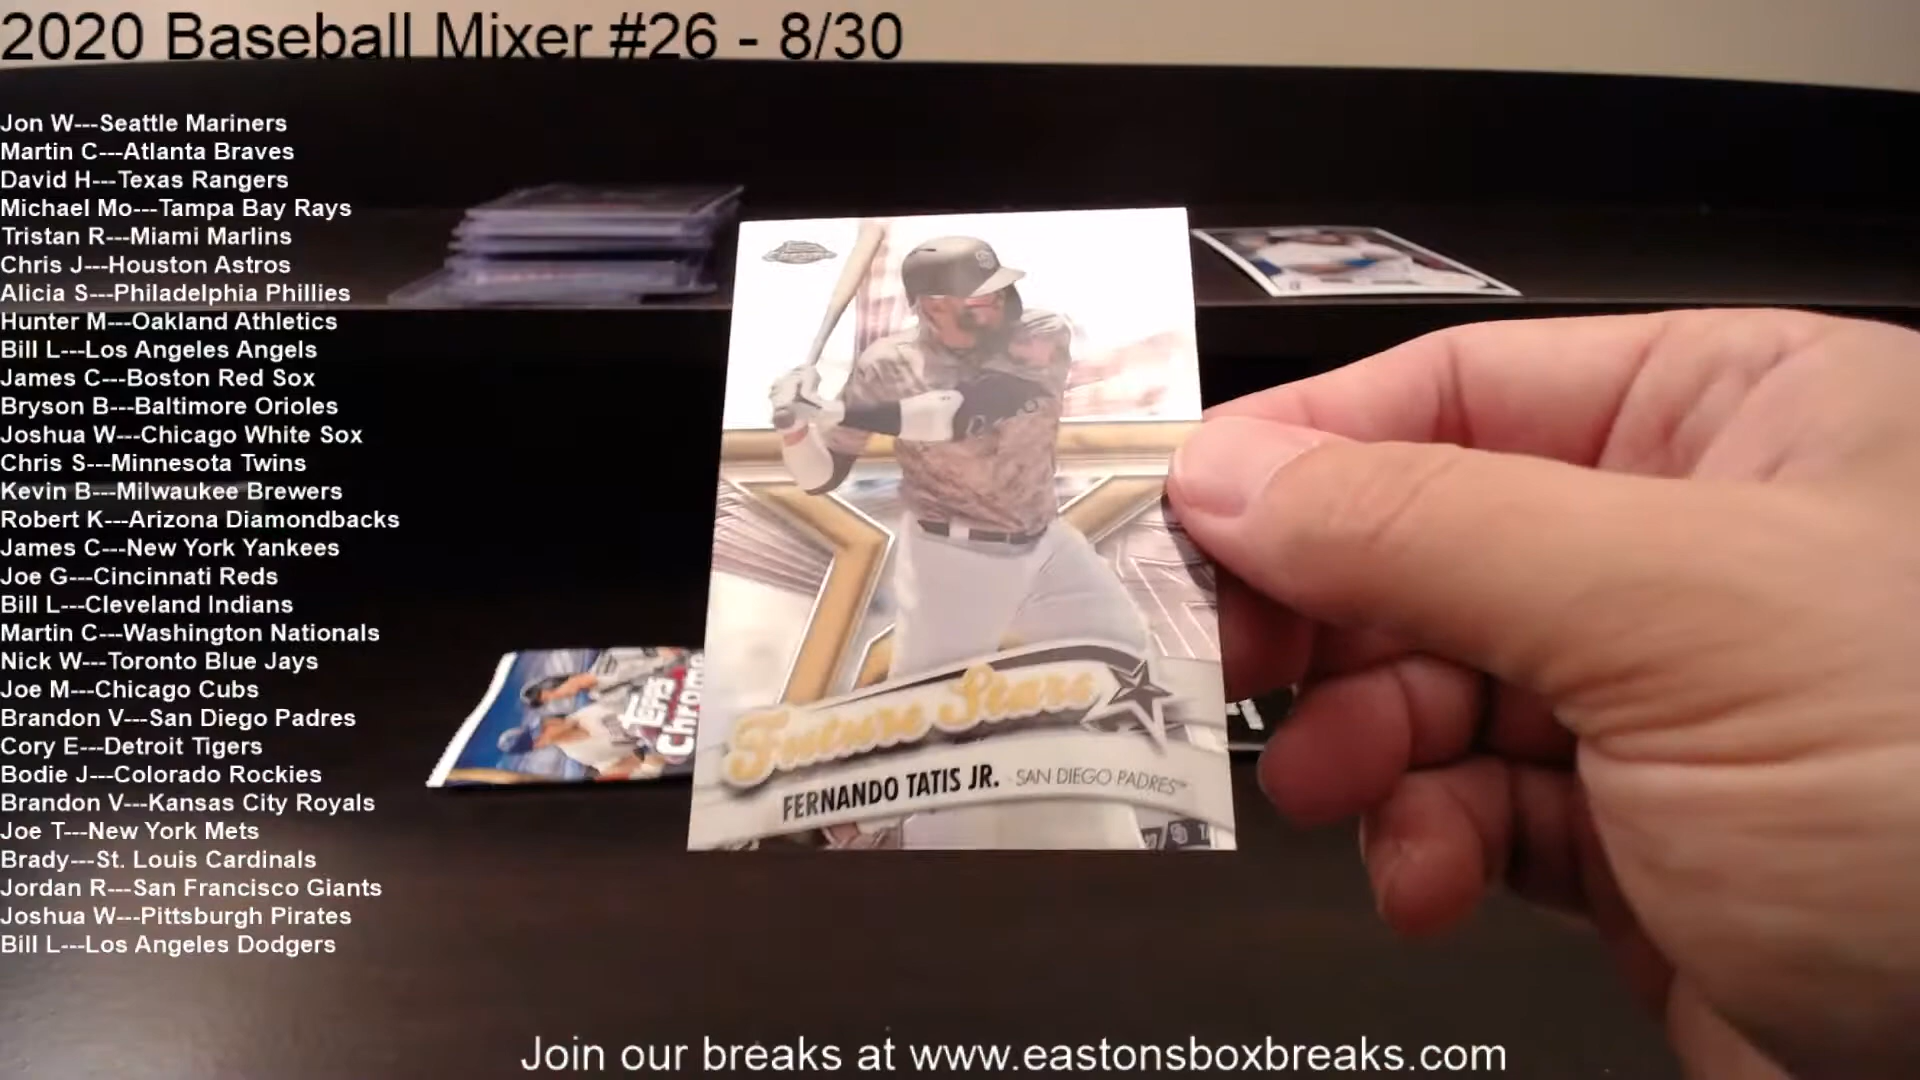 2020 Baseball Mixer #26 - 8/30
Jon W---Seattle Mariners
Martin C---Atlanta Braves
David H---Texas Rangers
Michael Mo---Tampa Bay Rays
Tristan R---Miami Marlins
Chris J---Houston Astros
Alicia S---Philadelphia Phillies
Hunter M---Oakland Athletics
Bill L---Los Angeles Angels
James C---Boston Red Sox
Bryson B---Baltimore Orioles
Joshua W---Chicago White Sox
Chris S---Minnesota Twins
Kevin B---Milwaukee Brewers
Robert K---Arizona Diamondbacks
James C---New York Yankees
Joe G---Cincinnati Reds
Bill L---Cleveland Indians
Martin C---Washington Nationals
Nick W---Toronto Blue Jays
Joe M---Chicago Cubs
Brandon V---San Diego Padres
Cory E---Detroit Tigers
Bodie J---Colorado Rockies
Brandon V---Kansas City Royals
Joe T---New York Mets
Brady---St. Louis Cardinals
Jordan R---San Francisco Giants
Joshua W---Pittsburgh Pirates
Bill L---Los Angeles Dodgers
Topps
Chrome
Future Stars
FERNANDO TATIS JR. SAN DIEGO PADRES™
Join our breaks at www.eastonsboxbreaks.com